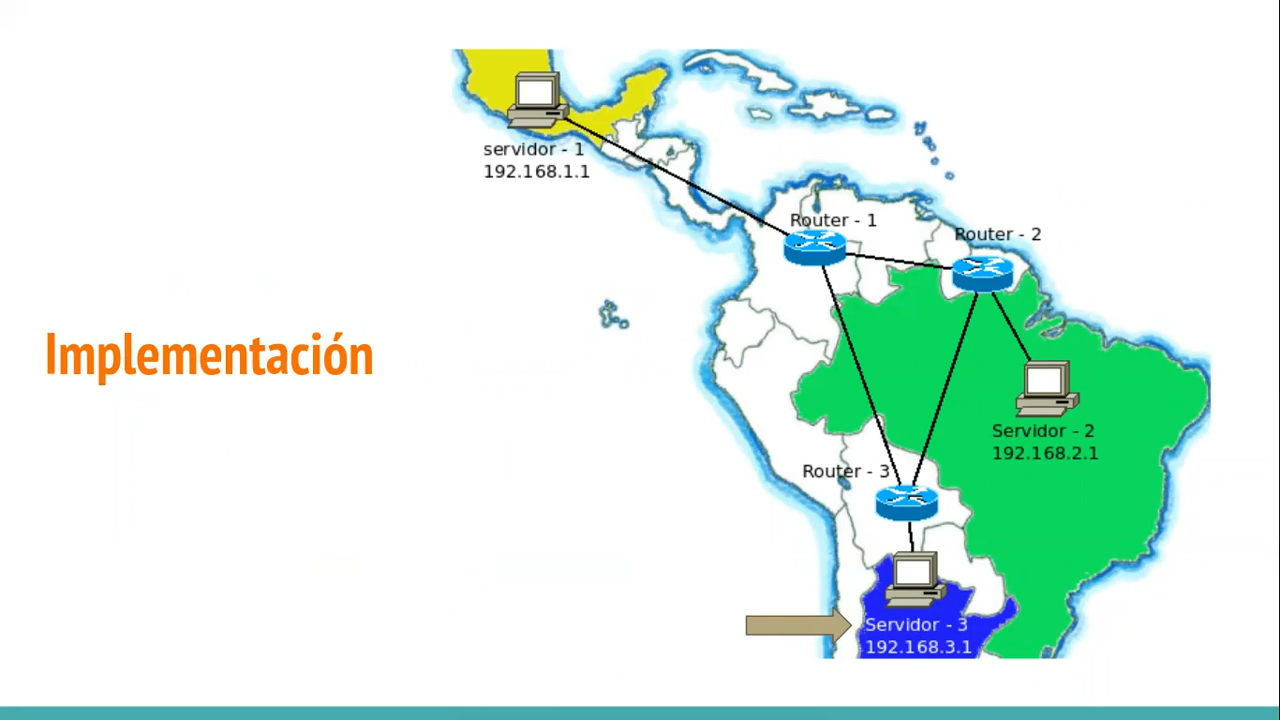 servidor - 1
192.168.1.1
Router - 1
Router - 2
Implementación
Servidor - 2
192.168.2.1
Router - 3
Servidor - 3
192.168.3.1